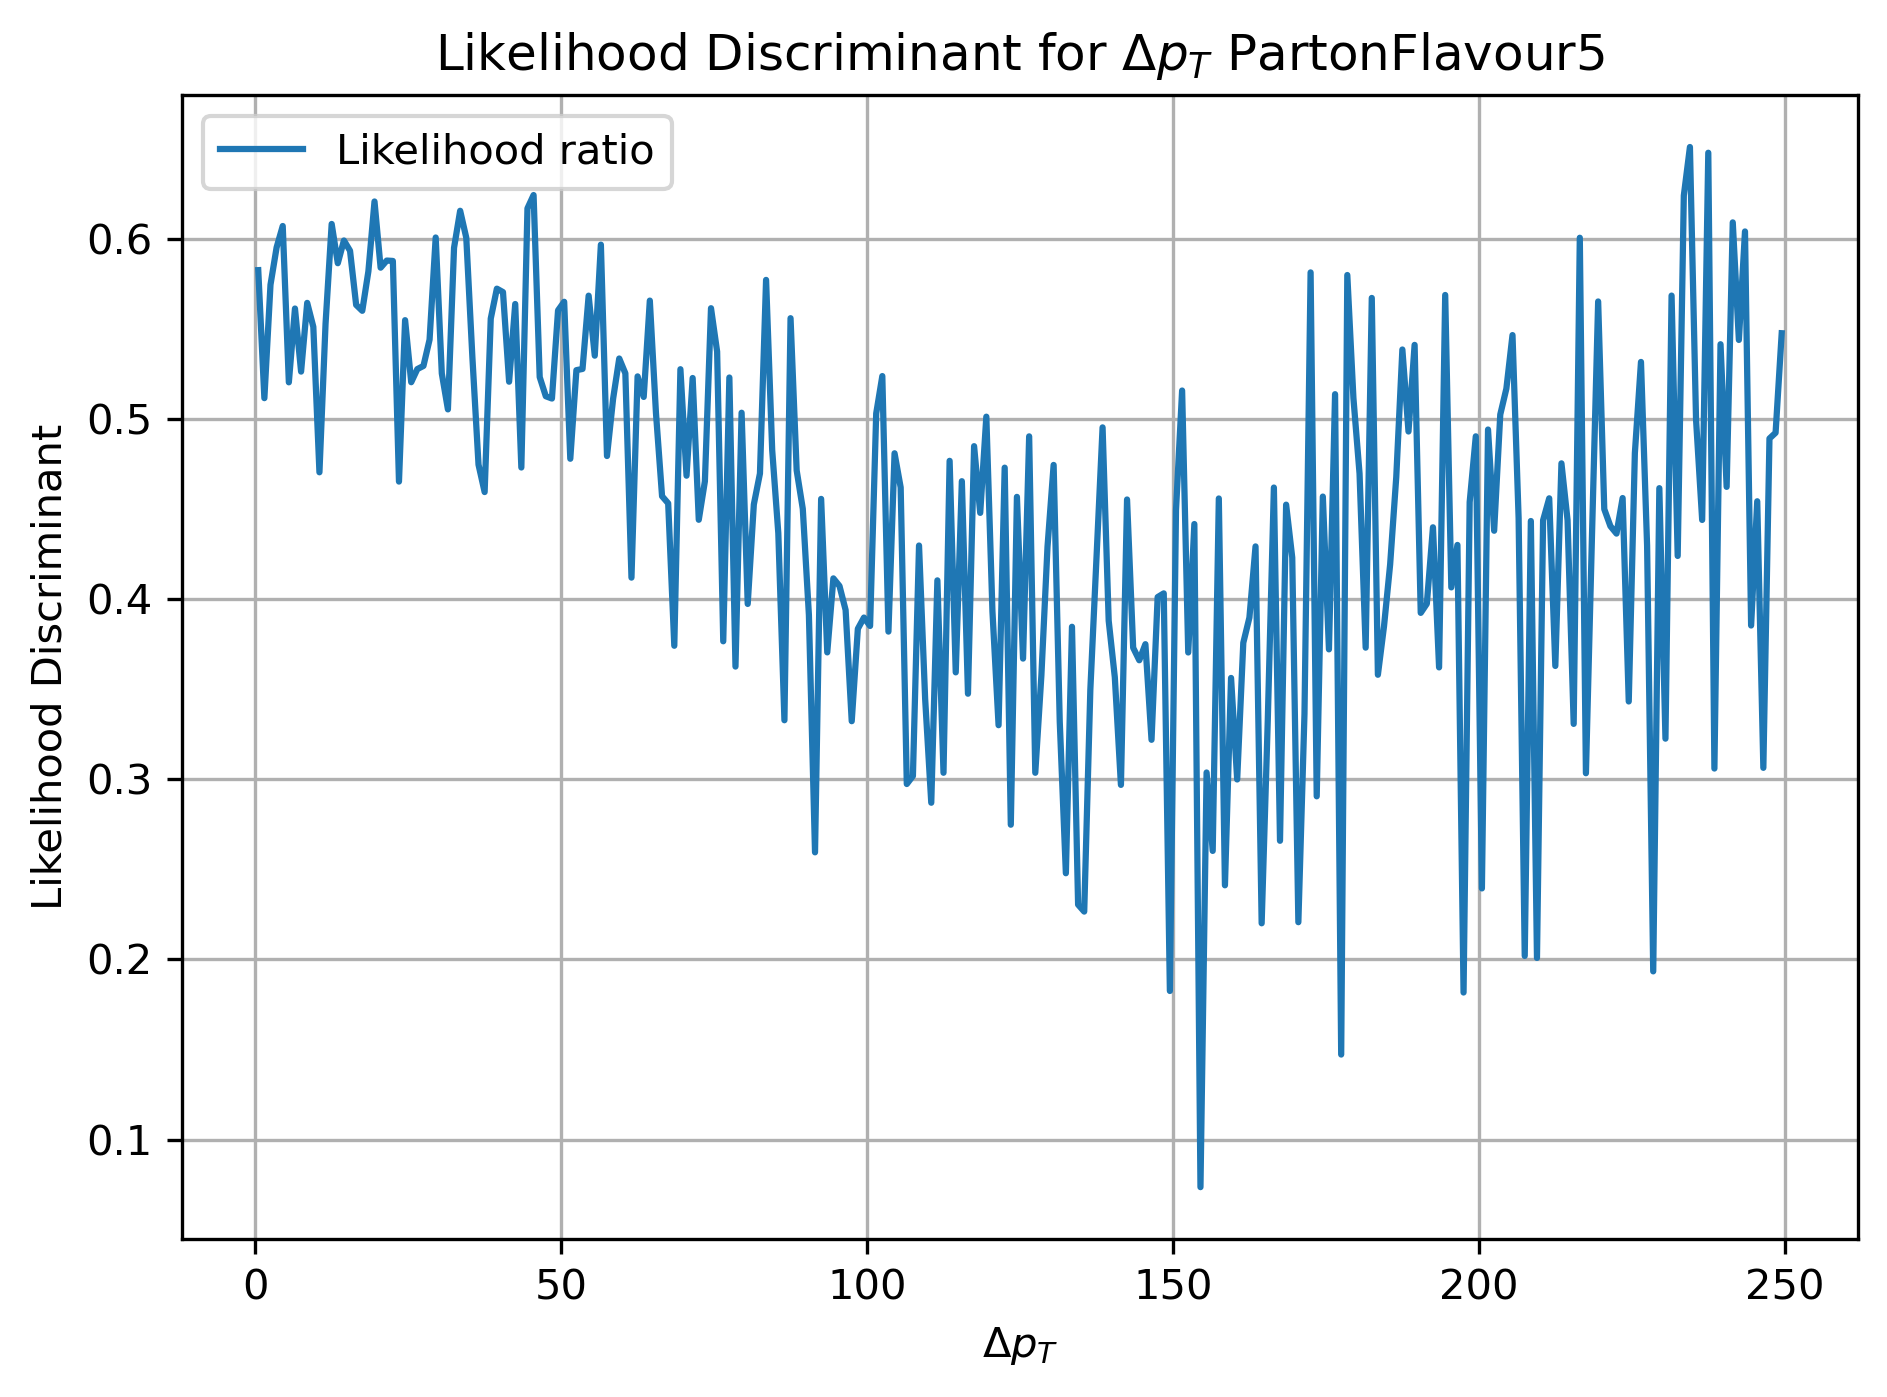 Likelihood Discriminant for Δp_T PartonFlavour5
Likelihood ratio
0.6
0.5
0.4
0.3
0.2
0.1
Likelihood Discriminant
0 50 100 150 200 250
Δp_T